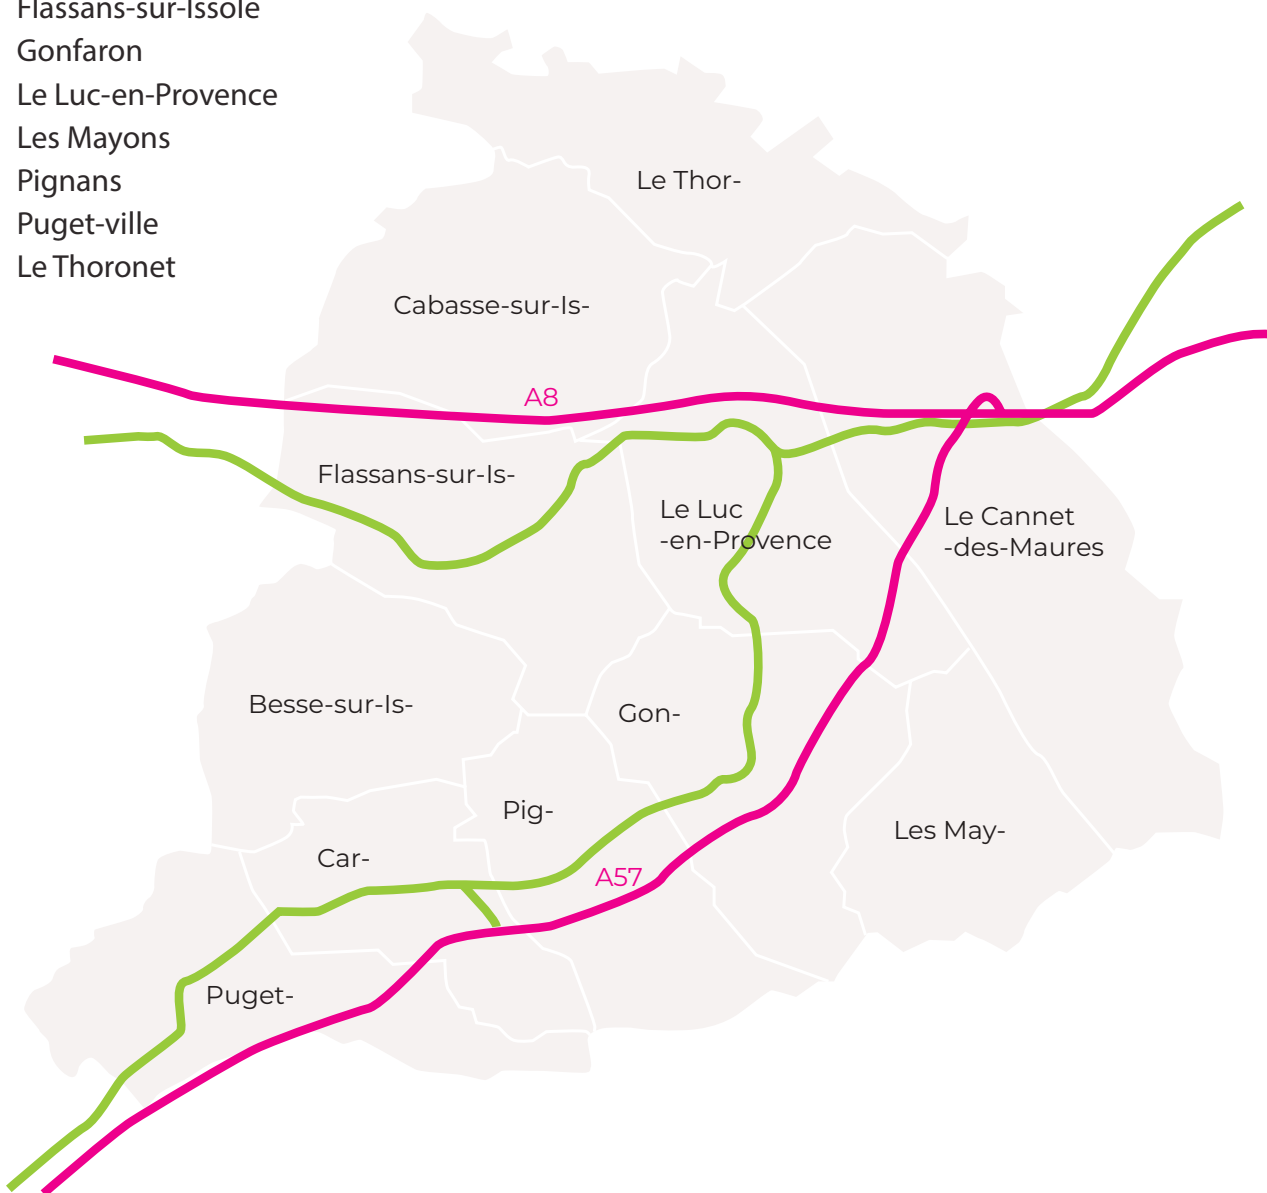 Flassans-sur-Issole
Gonfaron
Le Luc-en-Provence
Les Mayons
Pignans
Puget-ville
Le Thoronet
Le Thor-
Cabasse-sur-Is-
A8
Flassans-sur-Is-
Le Luc
-en-Provence
Le Cannet
-des-Maures
Besse-sur-Is-
Gon-
Pig-
Les May-
Car-
A57
Puget-